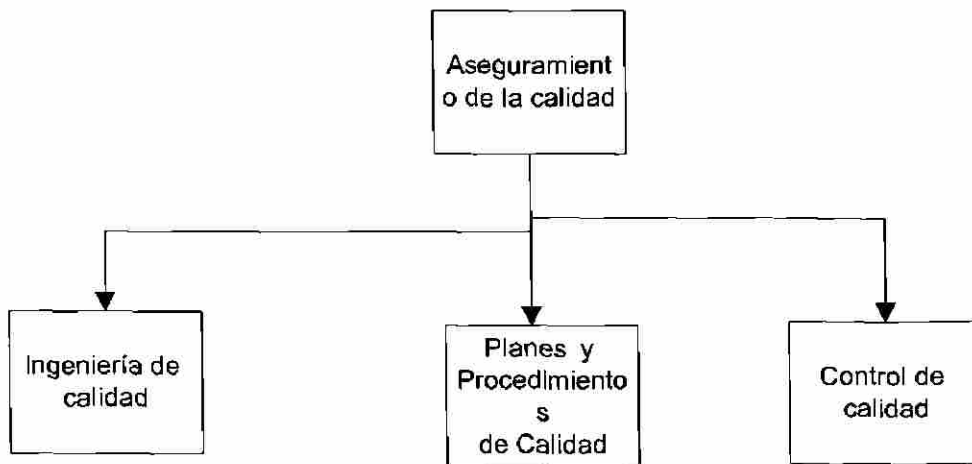 Aseguramient
o de la calidad
Ingeniería de
calidad
Planes y
Procedimiento
s
de Calidad
Control de
calidad